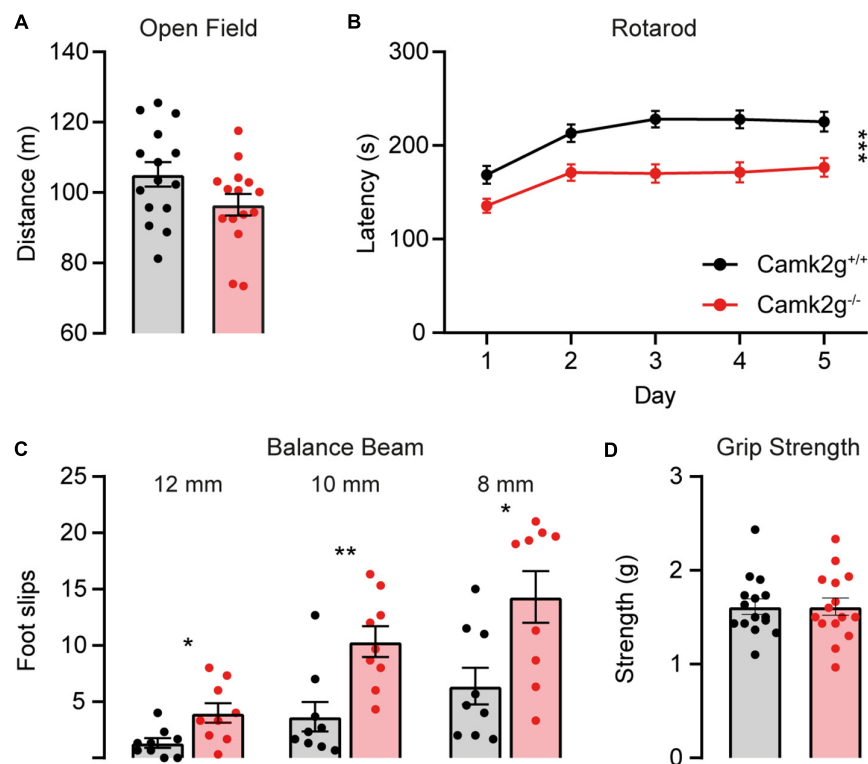 A
Open Field
140
120
100
80
60
Distance (m)
B
Rotarod
300
200
100
0
Latency (s)
***
Camk2g+/+
Camk2g-/-
1 2 3 4 5
Day
C
Balance Beam
25
20
15
10
5
Foot slips
12 mm 10 mm 8 mm
* ** *
D
Grip Strength
3
2
1
0
Strength (g)